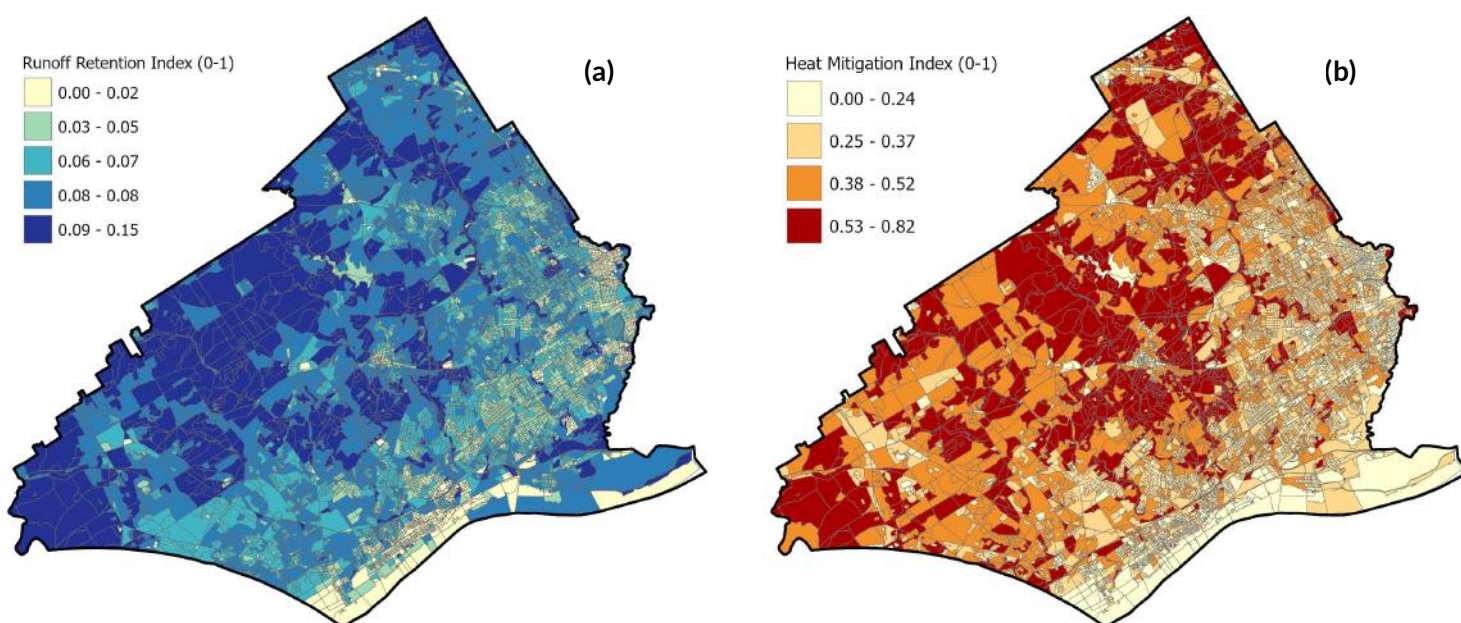 Runoff Retention Index (0-1)
0.00 - 0.02
0.03 - 0.05
0.06 - 0.07
0.08 - 0.08
0.09 - 0.15
(a)
Heat Mitigation Index (0-1)
0.00 - 0.24
0.25 - 0.37
0.38 - 0.52
0.53 - 0.82
(b)